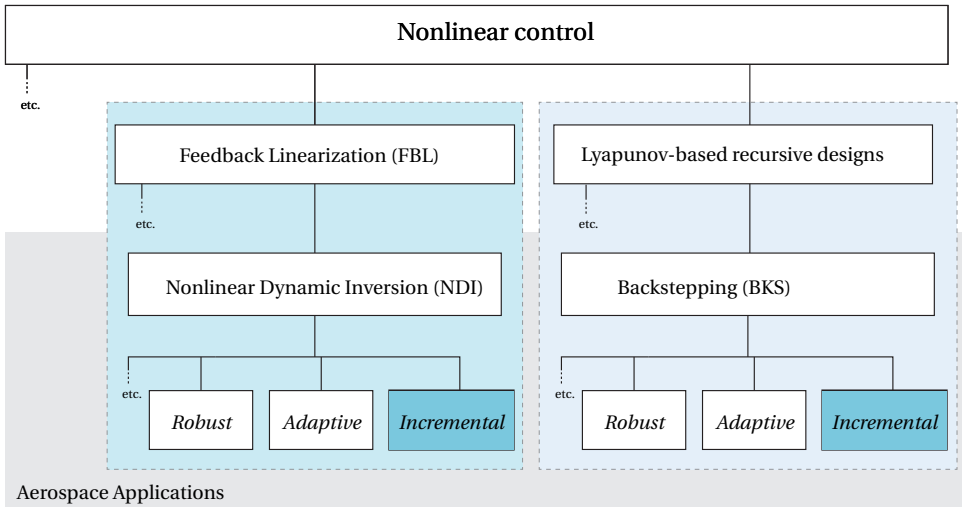 Nonlinear control
etc.
Feedback Linearization (FBL)
Lyapunov-based recursive designs
etc.
etc.
Nonlinear Dynamic Inversion (NDI)
Backstepping (BKS)
etc.
Robust
Adaptive
Incremental
etc.
Robust
Adaptive
Incremental
Aerospace Applications